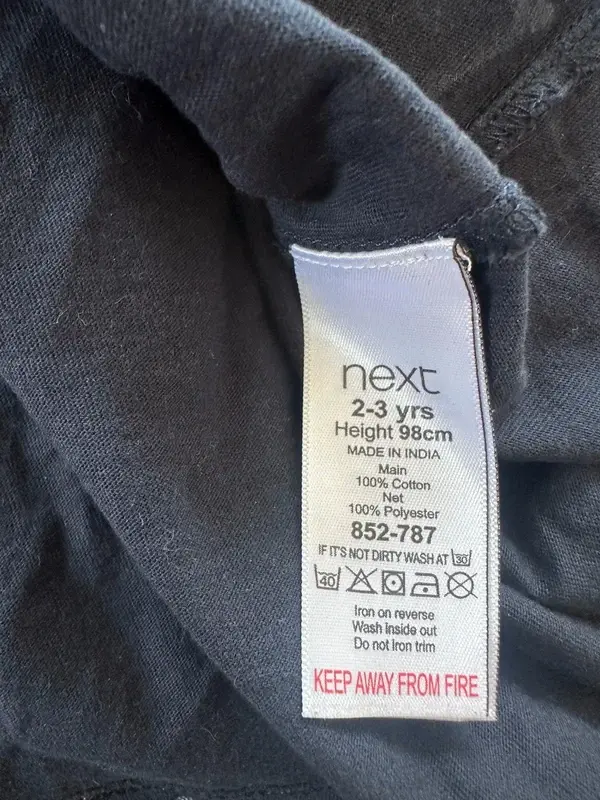 next
2-3 yrs
Height 98cm
MADE IN INDIA
Main
100% Cotton
Net
100% Polyester
852-787
IF IT'S NOT DIRTY WASH AT 30
40
Iron on reverse
Wash inside out
Do not iron trim
KEEP AWAY FROM FIRE